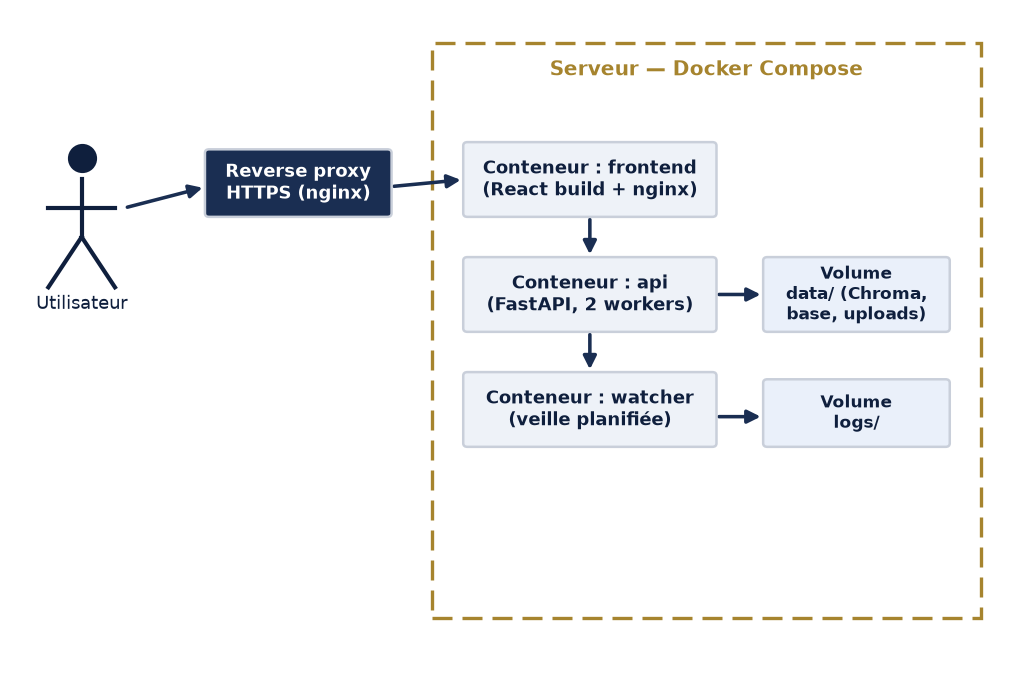 Serveur — Docker Compose
Reverse proxy
HTTPS (nginx)
Conteneur : frontend
(React build + nginx)
Utilisateur
Conteneur : api
(FastAPI, 2 workers)
Volume
data/ (Chroma,
base, uploads)
Conteneur : watcher
(veille planifiée)
Volume
logs/